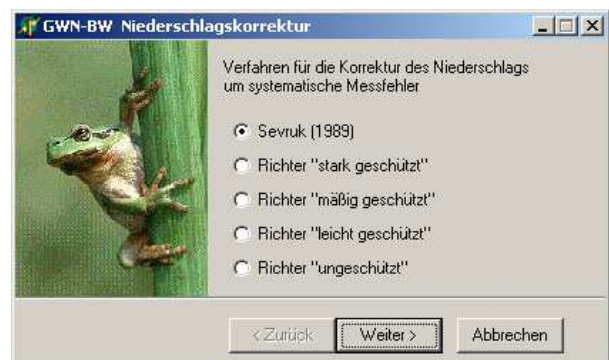 GWN-BW Niederschlagskorrektur
Verfahren für die Korrektur des Niederschlags
um systematische Messfehler
Sevruk (1989)
Richter "stark geschützt"
Richter "mäßig geschützt"
Richter "leicht geschützt"
Richter "ungeschützt"
< Zurück Weiter > Abbrechen